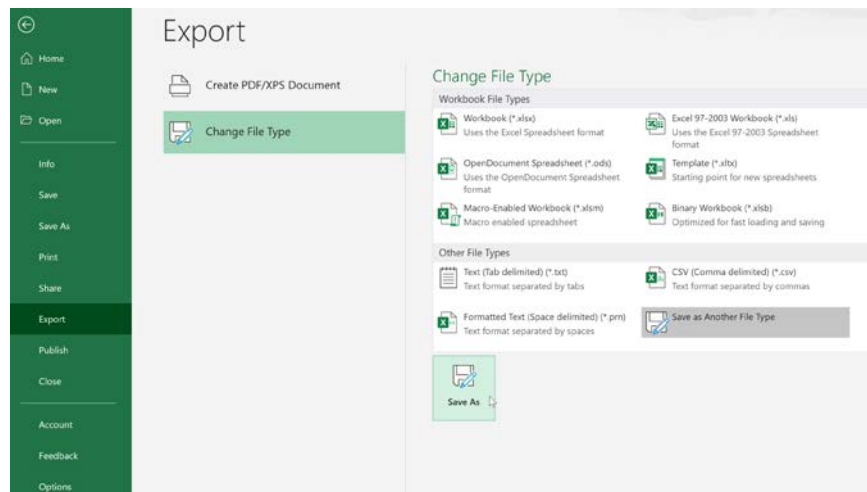 Export
Home
New
Open
Info
Save
Save As
Print
Share
Export
Publish
Close
Account
Feedback
Options
Create PDF/XPS Document
Change File Type
Change File Type
Workbook File Types
Workbook (*.xlsx)
Uses the Excel Spreadsheet format
Excel 97-2003 Workbook (*.xls)
Uses the Excel 97-2003 Spreadsheet
format
OpenDocument Spreadsheet (*.ods)
Uses the OpenDocument Spreadsheet
format
Template (*.xltx)
Starting point for new spreadsheets
Macro-Enabled Workbook (*.xlsm)
Macro enabled spreadsheet
Binary Workbook (*.xlsb)
Optimized for fast loading and saving
Other File Types
Text (Tab delimited) (*.txt)
Text format separated by tabs
CSV (Comma delimited) (*.csv)
Text format separated by commas
Formatted Text (Space delimited) (*.prn)
Text format separated by spaces
Save as Another File Type
Save As